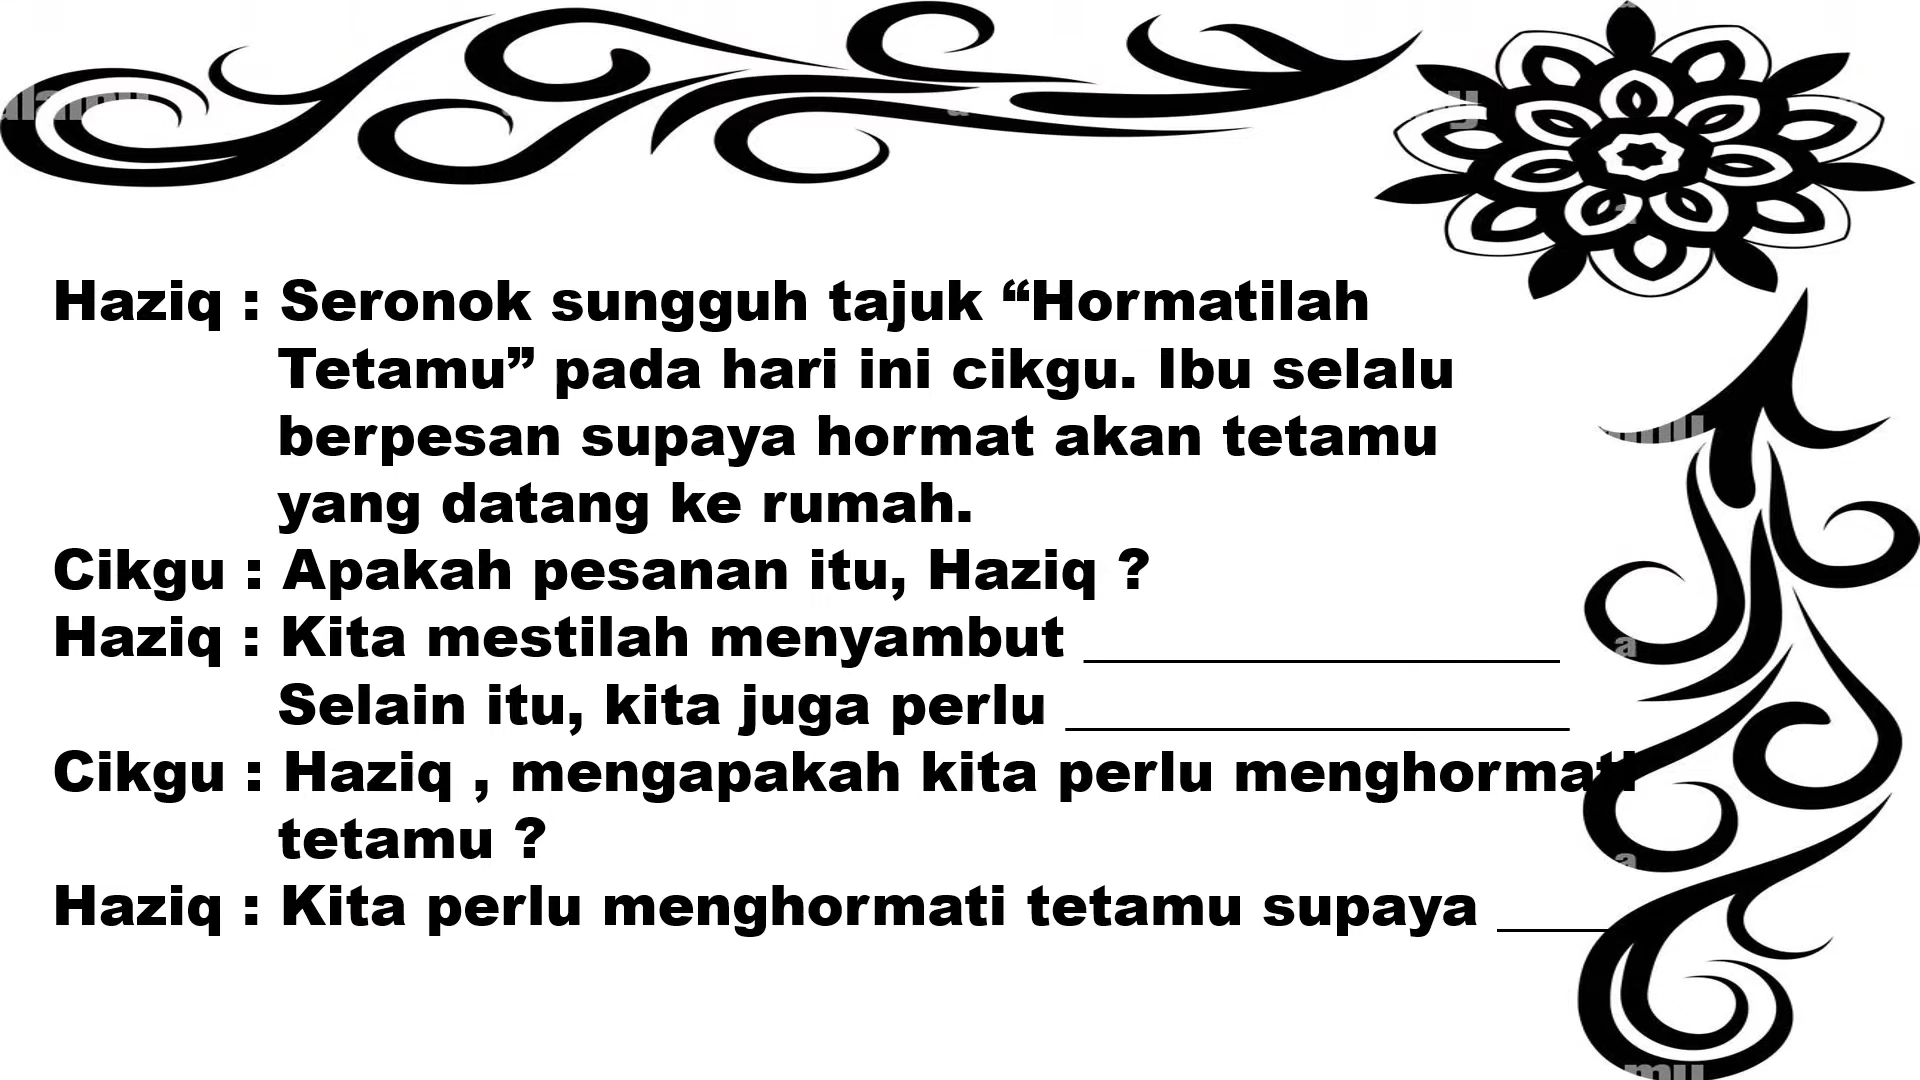 Haziq : Seronok sungguh tajuk “Hormatilah
Tetamu” pada hari ini cikgu. Ibu selalu
berpesan supaya hormat akan tetamu
yang datang ke rumah.
Cikgu : Apakah pesanan itu, Haziq ?
Haziq : Kita mestilah menyambut _________________
Selain itu, kita juga perlu __________________
Cikgu : Haziq , mengapakah kita perlu menghormati
tetamu ?
Haziq : Kita perlu menghormati tetamu supaya ____